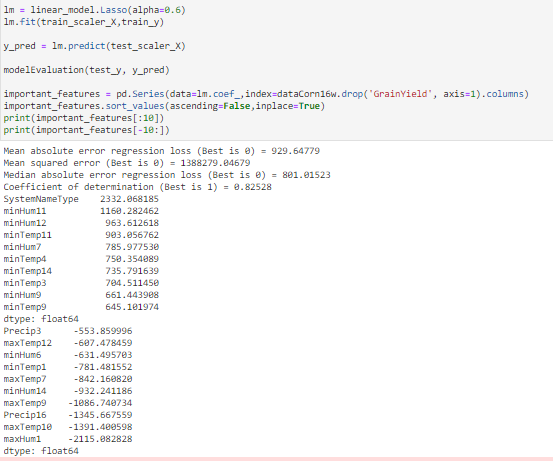 lm = linear_model.Lasso(alpha=0.6)
lm.fit(train_scaler_X,train_y)
y_pred = lm.predict(test_scaler_X)
modelEvaluation(test_y, y_pred)
important_features = pd.Series(data=lm.coef_,index=dataCorn16w.drop('GrainYield', axis=1).columns)
important_features.sort_values(ascending=False,inplace=True)
print(important_features[:10])
print(important_features[-10:])
Mean absolute error regression loss (Best is 0) = 929.64779
Mean squared error (Best is 0) = 1388279.04679
Median absolute error regression loss (Best is 0) = 801.01523
Coefficient of determination (Best is 1) = 0.82528
SystemNameType 2332.068185
minHum11 1160.282462
minHum12 963.612618
minTemp11 903.056762
minHum7 785.977530
minTemp4 750.354089
minTemp14 735.791639
minTemp3 704.511450
minHum9 661.443908
minTemp9 645.101974
dtype: float64
Precip3 -553.859996
maxTemp12 -607.478459
minHum6 -631.495703
minTemp1 -781.481552
maxTemp7 -842.160820
minHum14 -932.241186
maxTemp9 -1086.740734
Precip16 -1345.667559
maxTemp10 -1391.400598
maxHum1 -2115.082828
dtype: float64